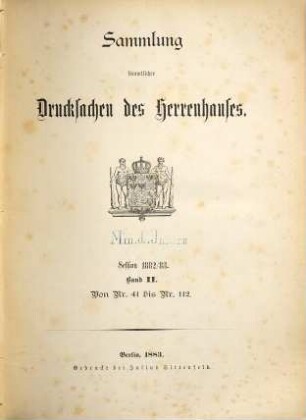 Sammlung
sämmtlicher
Drucksachen des Herrenhauses.
Session 1882/83.
Band II.
Von Nr. 41 bis Nr. 112.
Berlin, 1883.
Gedruckt bei Julius Sittenfeld.